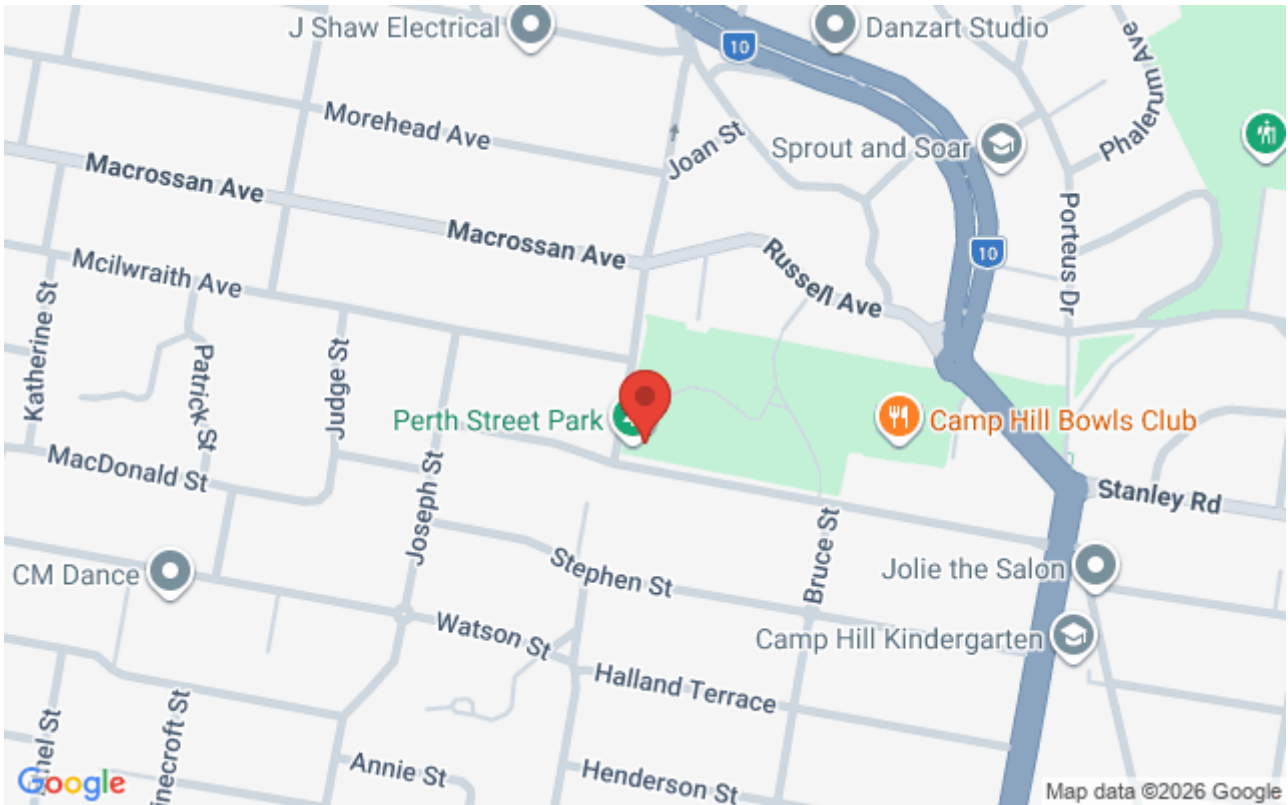 J Shaw Electrical
10
Danzart Studio
Phalerum Ave
Morehead Ave
Joan St
Sprout and Soar
Macrossan Ave
Macrossan Ave
Porteus Dr
Mcilwraith Ave
Russell Ave
10
Katherine St
Patrick St
Judge St
Perth Street Park
Camp Hill Bowls Club
MacDonald St
Joseph St
Stanley Rd
CM Dance
Stephen St
Bruce St
Jolie the Salon
Watson St
Camp Hill Kindergarten
Halland Terrace
Annie St
Henderson St
Google
Map data ©2026 Google